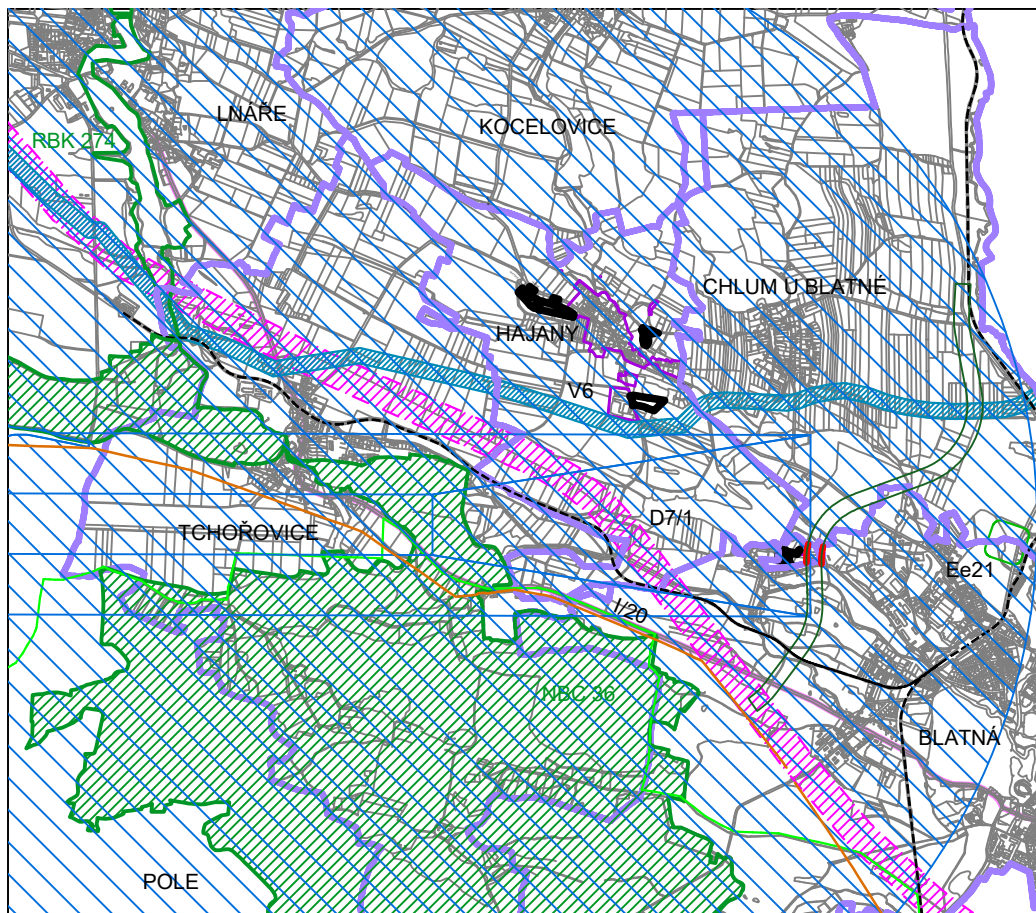 LNÁŘE
KOCELOVICE
RBK 274
CHLUM U BLATNÉ
HAJANY
V6
D7/1
TCHOŘOVICE
Ee21
I/20
NBC 36
BLATNÁ
POLE